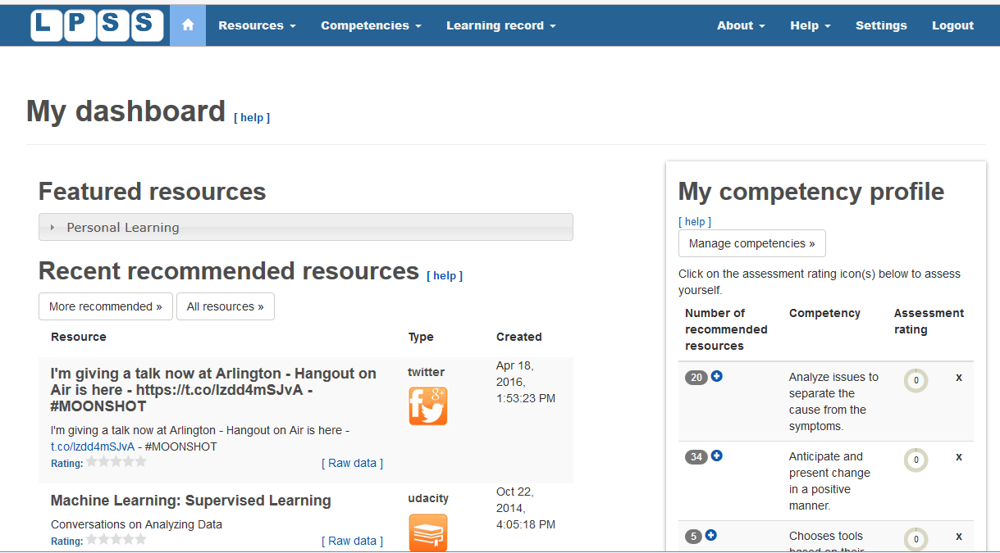 LPSS
Resources
Competencies
Learning record
About
Help
Settings
Logout
My dashboard [ help ]
Featured resources
Personal Learning
Recent recommended resources [ help ]
More recommended »
All resources »
Resource
Type
Created
I'm giving a talk now at Arlington - Hangout on
Air is here - https://t.co/lzdd4mSJvA -
#MOONSHOT
I'm giving a talk now at Arlington - Hangout on Air is here -
t.co/lzdd4mSJvA - #MOONSHOT
Rating:
[ Raw data ]
twitter
f
8+
Apr 18,
2016,
1:53:23 PM
Machine Learning: Supervised Learning
Conversations on Analyzing Data
Rating:
[ Raw data ]
udacity
Oct 22,
2014,
4:05:18 PM
My competency profile
[ help ]
Manage competencies »
Click on the assessment rating icon(s) below to assess
yourself.
Number of
recommended
resources
Competency
Assessment
rating
20
Analyze issues to
separate the
cause from the
symptoms.
0
x
34
Anticipate and
present change
in a positive
manner.
0
x
5
Chooses tools
based on their
0
x